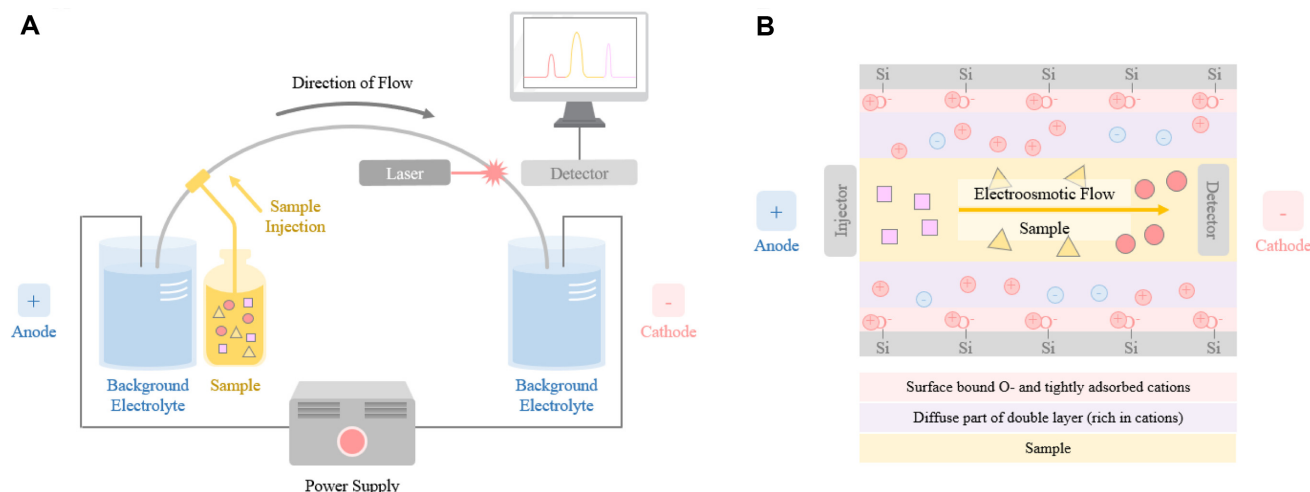 A
Direction of Flow
Laser
Detector
Sample
Injection
+
Anode
-
Cathode
Background
Electrolyte
Sample
Background
Electrolyte
Power Supply
B
Si Si Si Si Si
+ O- + O- + O- + O- + O-
+ - + + + + - - +
+
Anode
Injector
Electroosmotic Flow
Sample
Detector
-
Cathode
+ - + + - - + +
+ O- + O- + O- + O- + O-
Si Si Si Si Si
Surface bound O- and tightly adsorbed cations
Diffuse part of double layer (rich in cations)
Sample